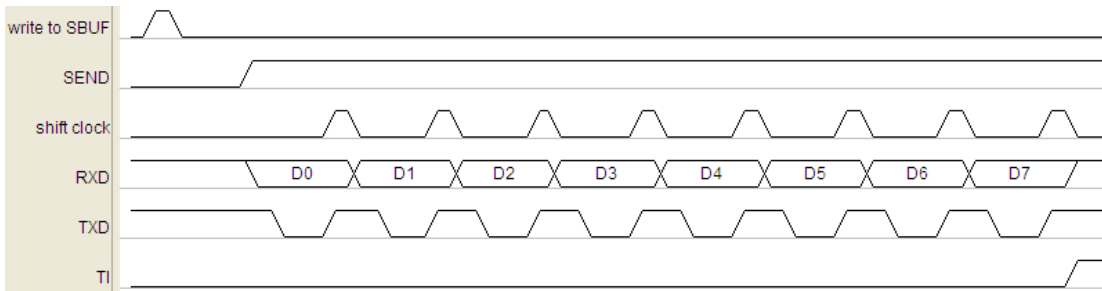 write to SBUF
SEND
shift clock
RXD D0 D1 D2 D3 D4 D5 D6 D7
TXD
TI